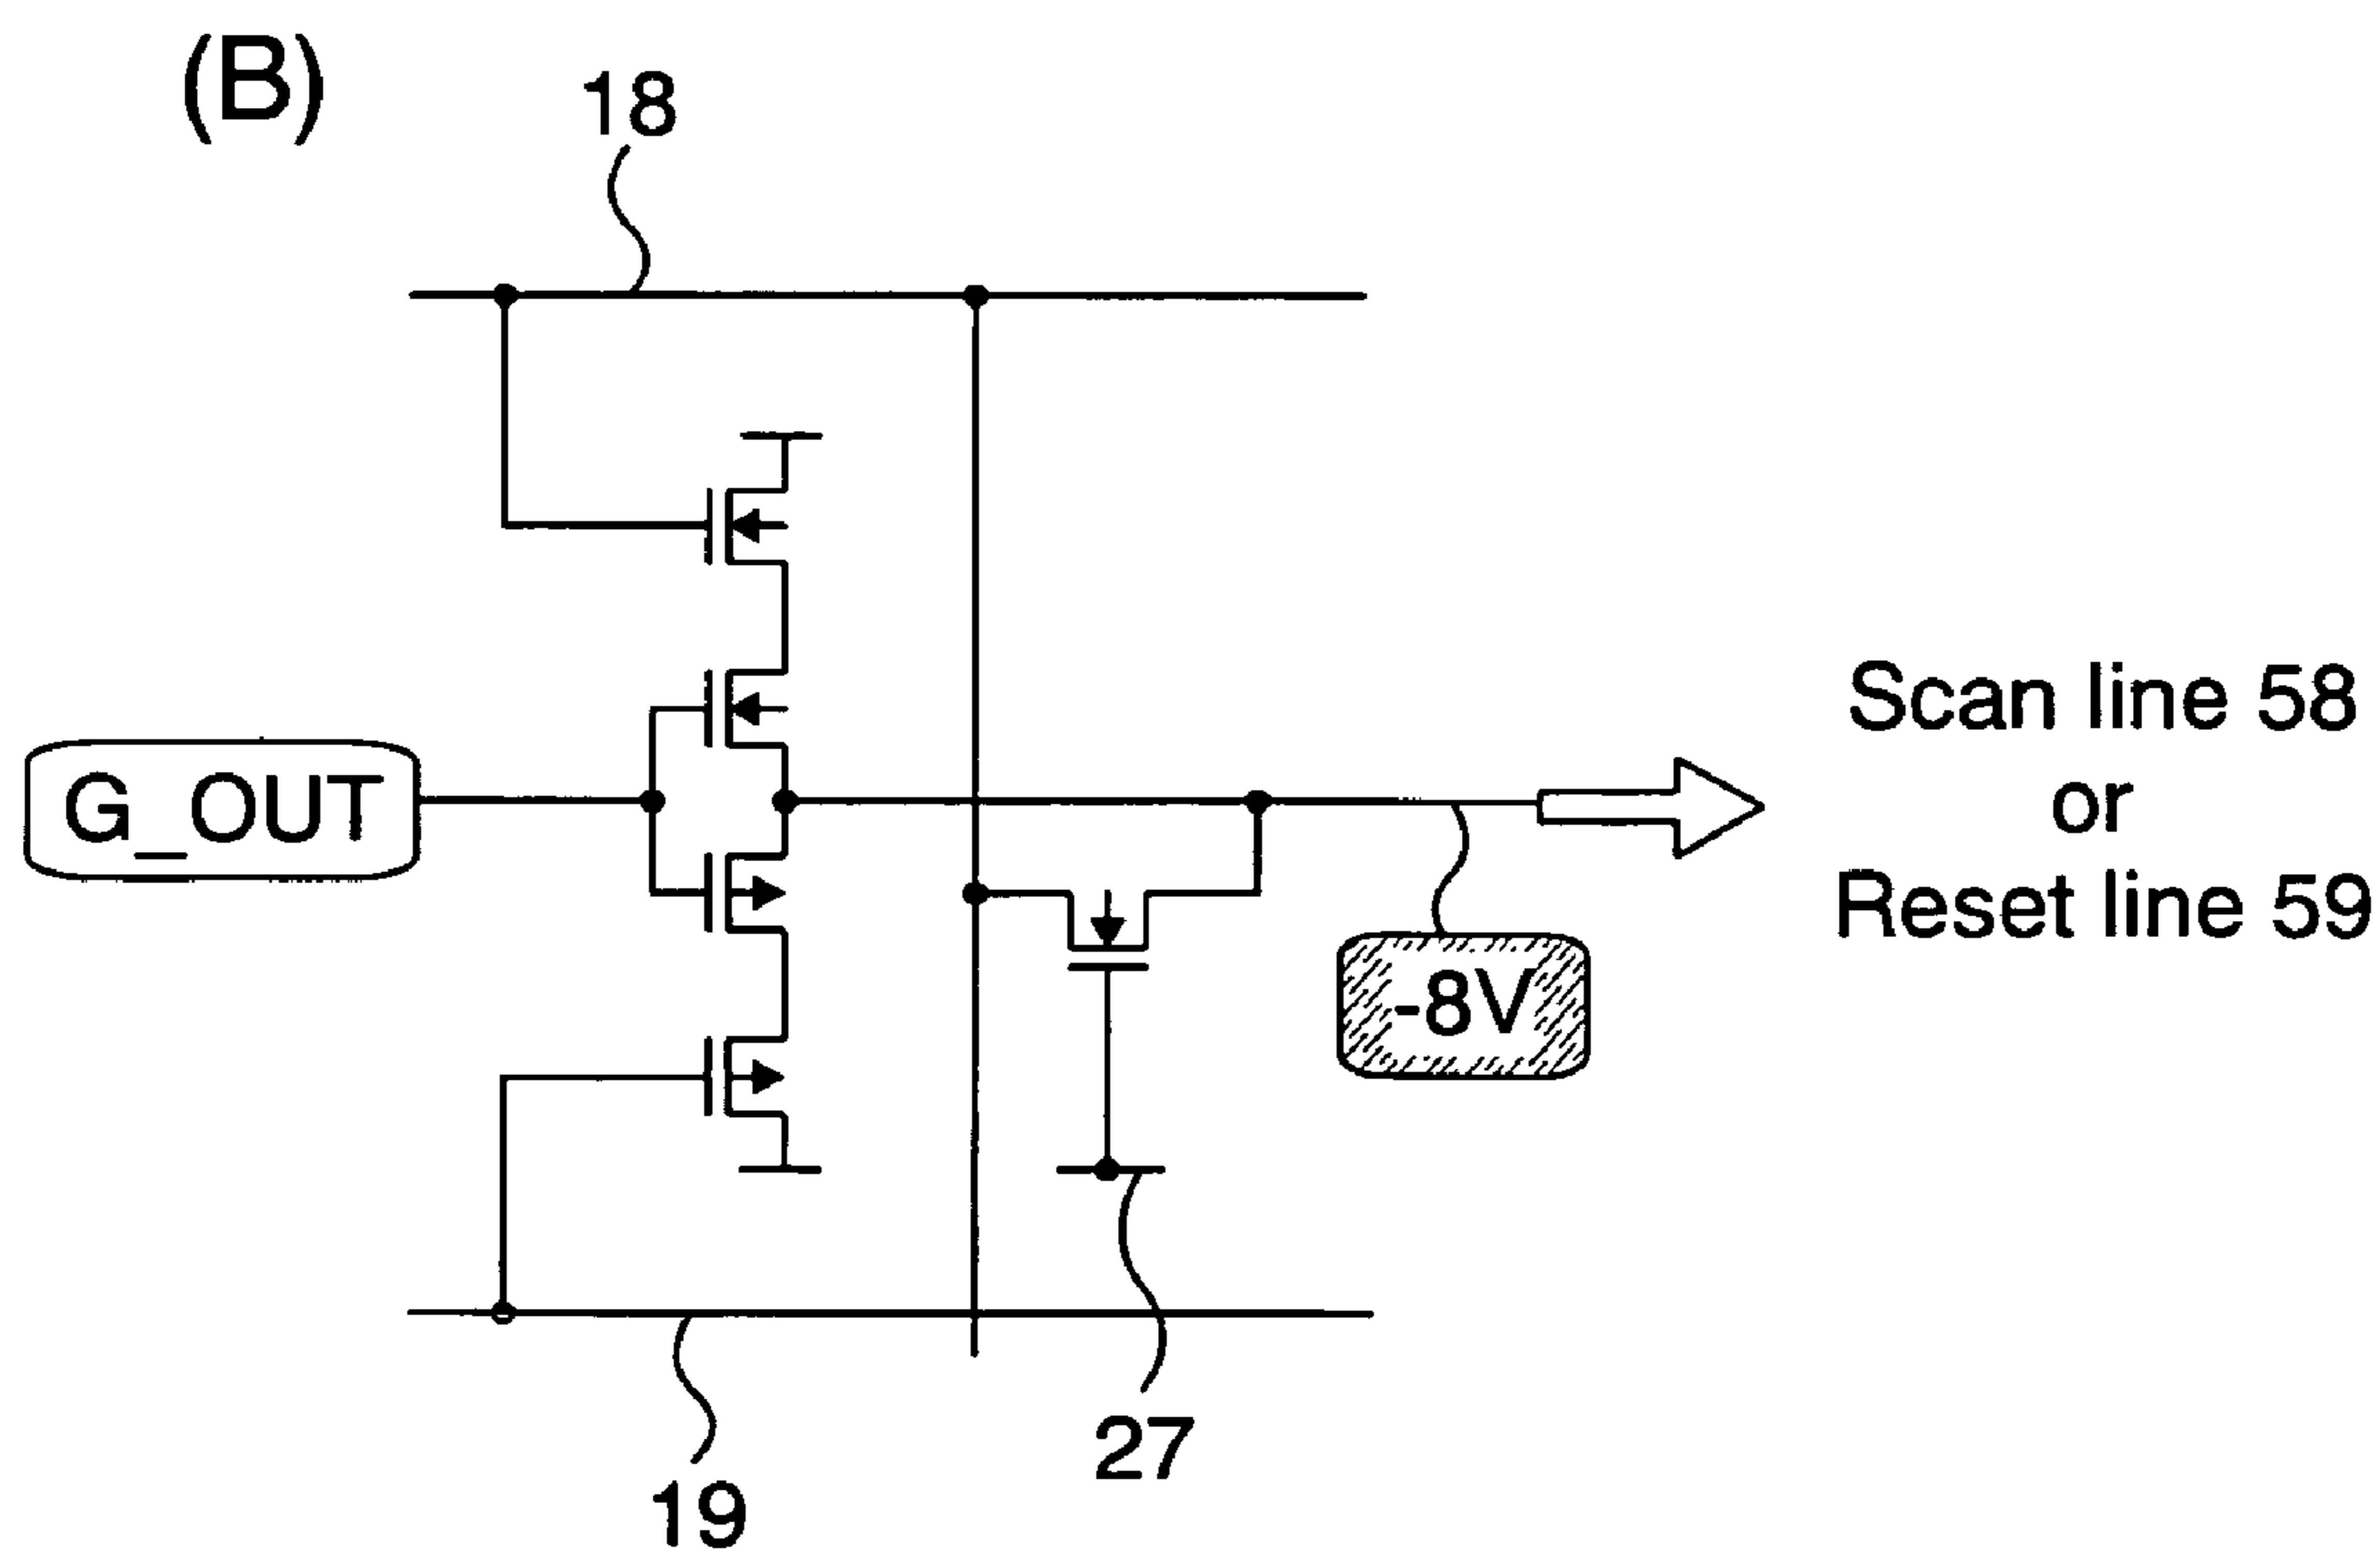 (B)
18
G_OUT
Scan line 58
or
Reset line 59
-8V
27
19